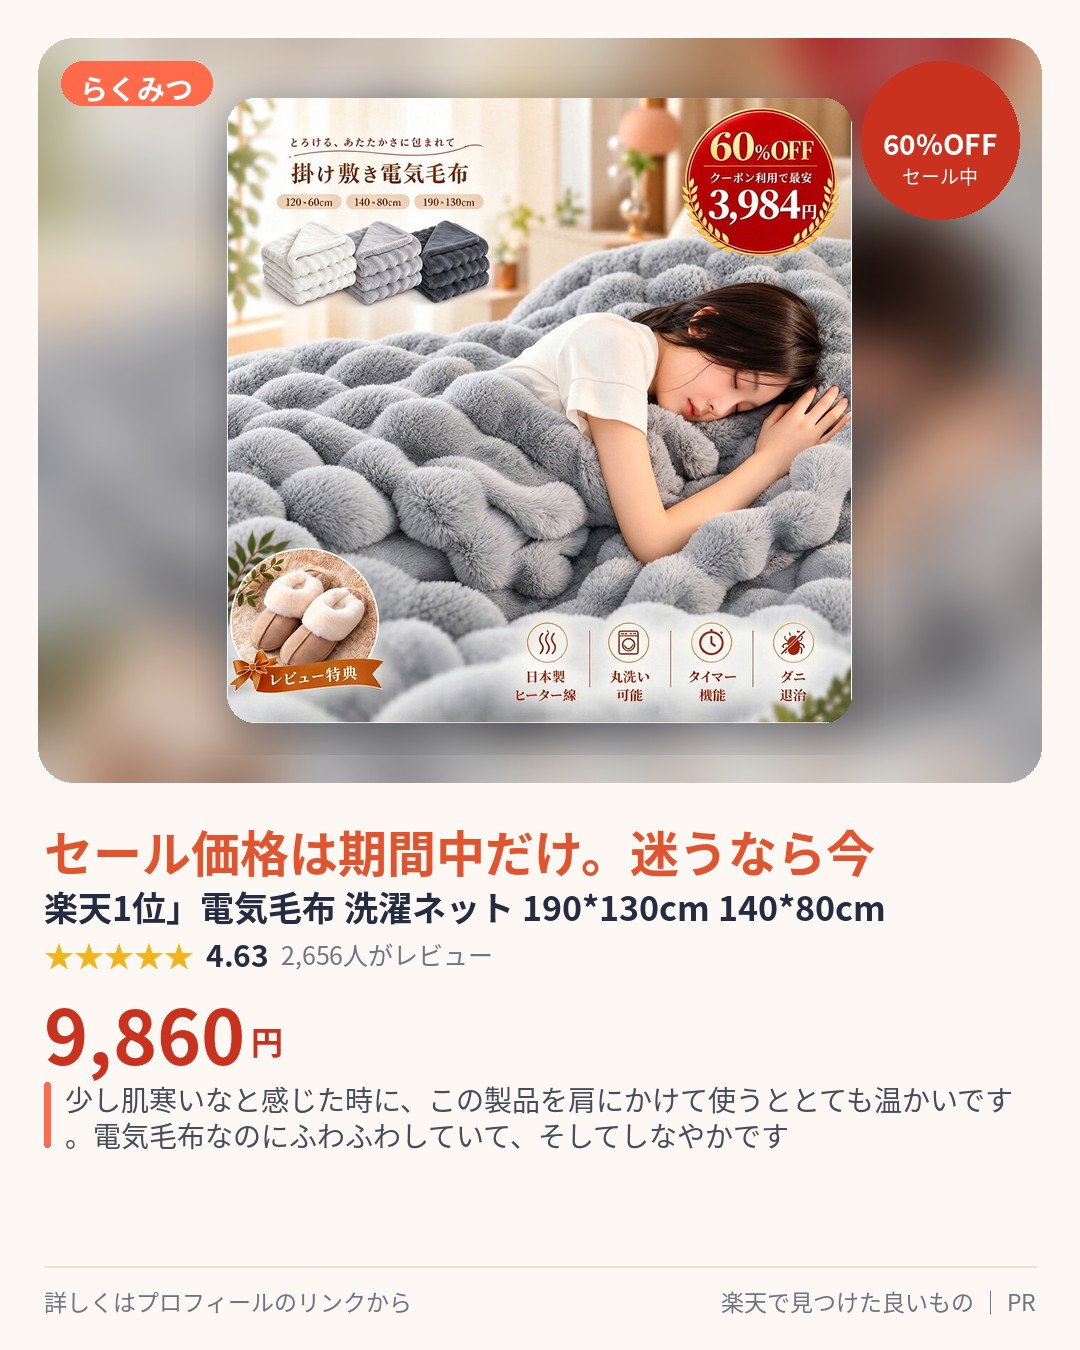 らくみつ
とろける、あたたかさに包まれて
掛け敷き電気毛布
120×60cm 140×80cm 190×130cm
60%OFF
クーポン利用で最安
3,984円
60%OFF
セール中
レビュー特典
日本製
ヒーター線
丸洗い
可能
タイマー
機能
ダニ
退治
セール価格は期間中だけ。迷うなら今
楽天1位」電気毛布 洗濯ネット 190*130cm 140*80cm
★★★★★ 4.63 2,656人がレビュー
9,860円
少し肌寒いなと感じた時に、この製品を肩にかけて使うととても温かいです
。電気毛布なのにふわふわしていて、そしてしなやかです
詳しくはプロフィールのリンクから
楽天で見つけた良いもの｜PR